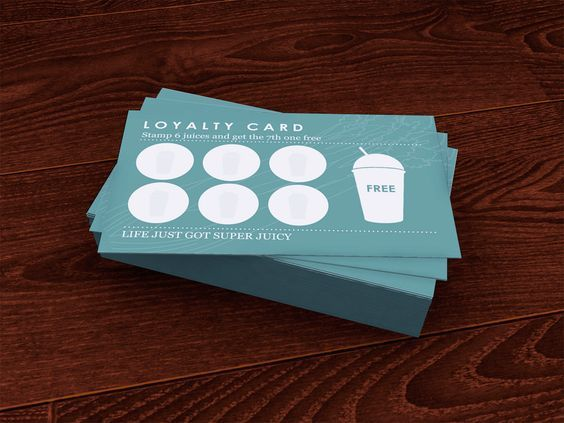 LOYALTY CARD
Stamp 6 juices and get the 7th one free
FREE
LIFE JUST GOT SUPER JUICY